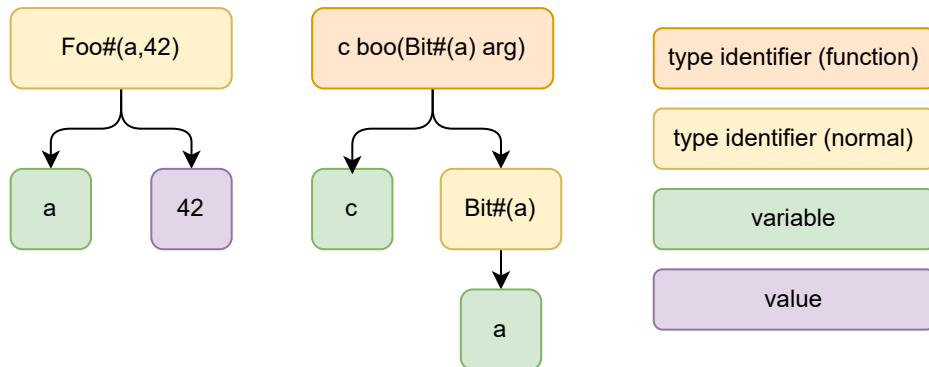 Foo#(a,42)
a
42
c boo(Bit#(a) arg)
c
Bit#(a)
a
type identifier (function)
type identifier (normal)
variable
value